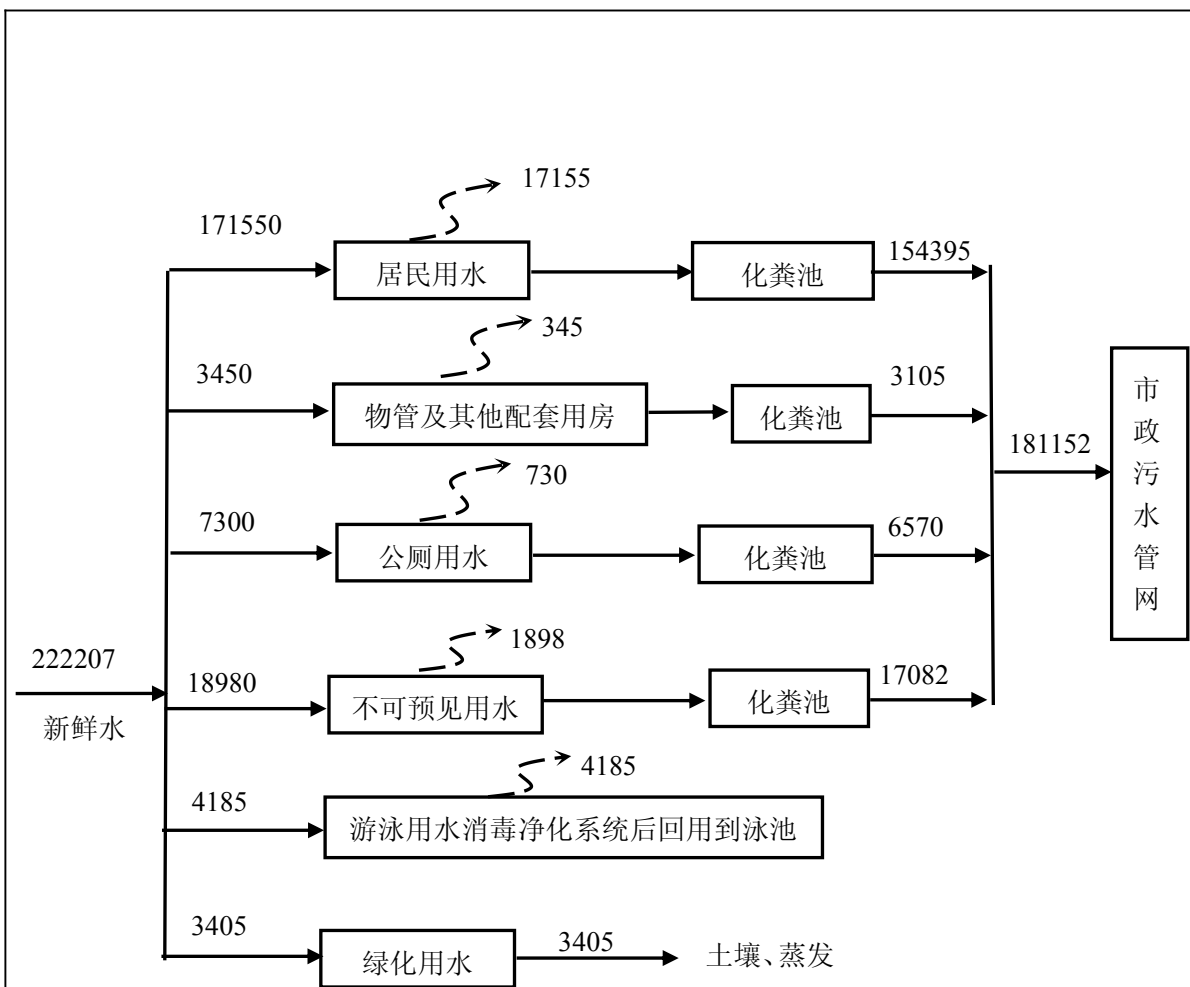 17155
171550
居民用水
化粪池
154395
345
3450
物管及其他配套用房
化粪池
3105
730
7300
公厕用水
化粪池
6570
181152
市政污水管网
222207
新鲜水
1898
18980
不可预见用水
化粪池
17082
4185
4185
游泳用水消毒净化系统后回用到泳池
3405
绿化用水
3405
土壤、蒸发